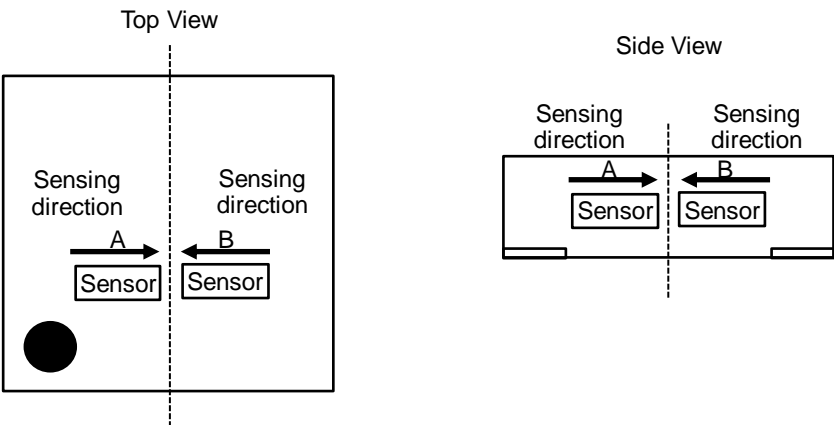 Top View
Sensing
direction
Sensing
direction
A
B
Sensor
Sensor
Side View
Sensing
direction
Sensing
direction
A
B
Sensor
Sensor